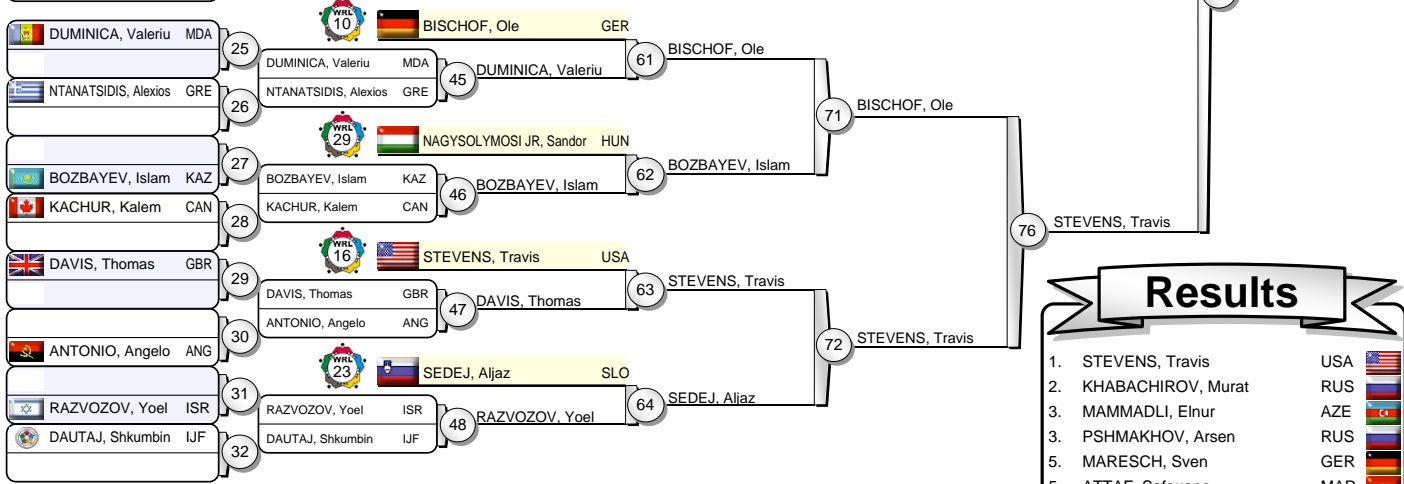 DUMINICA, Valeriu MDA
25
NTANATSIDIS, Alexios GRE
26
BOZBAYEV, Islam KAZ
27
KACHUR, Kalem CAN
28
DAVIS, Thomas GBR
29
ANTONIO, Angelo ANG
30
RAZVOZOV, Yoel ISR
31
DAUTAJ, Shkumbin IJF
32
WRL 10
BISCHOF, Ole GER
DUMINICA, Valeriu MDA
NTANATSIDIS, Alexios GRE
45
DUMINICA, Valeriu
WRL 29
NAGYSOLYMOSI JR, Sandor HUN
BOZBAYEV, Islam KAZ
KACHUR, Kalem CAN
46
BOZBAYEV, Islam
WRL 16
STEVENS, Travis USA
DAVIS, Thomas GBR
ANTONIO, Angelo ANG
47
DAVIS, Thomas
WRL 23
SEDEJ, Aljaz SLO
RAZVOZOV, Yoel ISR
DAUTAJ, Shkumbin IJF
48
RAZVOZOV, Yoel
61
BISCHOF, Ole
62
BOZBAYEV, Islam
63
STEVENS, Travis
64
SEDEJ, Aljaz
71
BISCHOF, Ole
72
STEVENS, Travis
76
STEVENS, Travis
Results
1. STEVENS, Travis USA
2. KHABACHIROV, Murat RUS
3. MAMMADLI, Elnur AZE
3. PSHMAKHOV, Arsen RUS
5. MARESCH, Sven GER